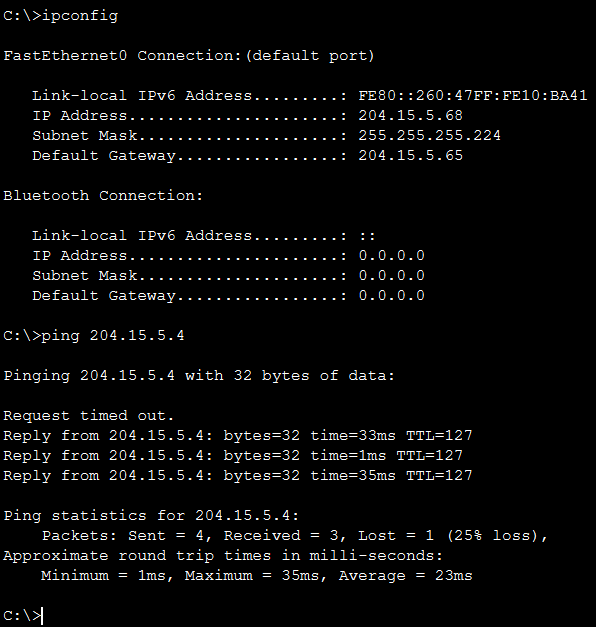 C:\>ipconfig
FastEthernet0 Connection:(default port)
Link-local IPv6 Address.........: FE80::260:47FF:FE10:BA41
IP Address......................: 204.15.5.68
Subnet Mask.....................: 255.255.255.224
Default Gateway.................: 204.15.5.65
Bluetooth Connection:
Link-local IPv6 Address.........: ::
IP Address......................: 0.0.0.0
Subnet Mask.....................: 0.0.0.0
Default Gateway.................: 0.0.0.0
C:\>ping 204.15.5.4
Pinging 204.15.5.4 with 32 bytes of data:
Request timed out.
Reply from 204.15.5.4: bytes=32 time=33ms TTL=127
Reply from 204.15.5.4: bytes=32 time=1ms TTL=127
Reply from 204.15.5.4: bytes=32 time=35ms TTL=127
Ping statistics for 204.15.5.4:
Packets: Sent = 4, Received = 3, Lost = 1 (25% loss),
Approximate round trip times in milli-seconds:
Minimum = 1ms, Maximum = 35ms, Average = 23ms
C:\>